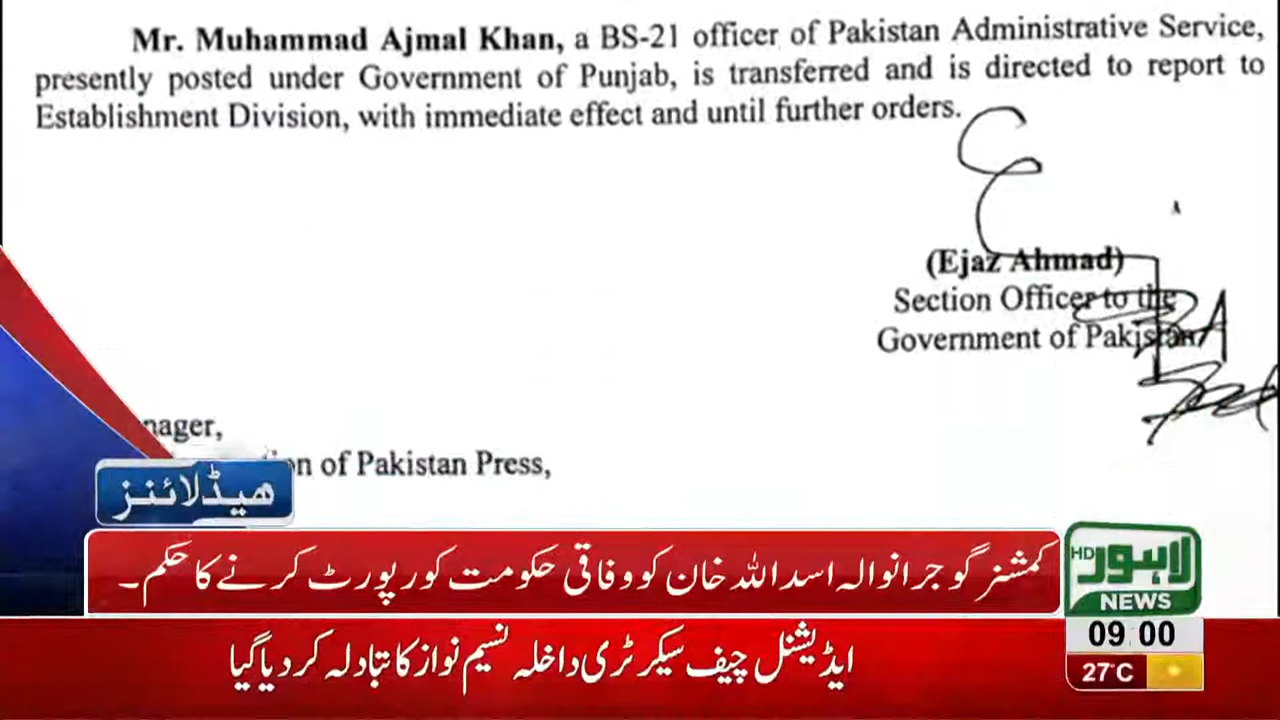 Mr. Muhammad Ajmal Khan, a BS-21 officer of Pakistan Administrative Service,
presently posted under Government of Punjab, is transferred and is directed to report to
Establishment Division, with immediate effect and until further orders.
(Ejaz Ahmad)
Section Officer to the
Government of Pakistan
nager,
on of Pakistan Press,
ہیڈلائنز
کمشنر گوجرانوالہ اسد اللہ خان کو وفاقی حکومت کو رپورٹ کرنے کا حکم۔
ایڈیشنل چیف سیکرٹری داخلہ نسیم نواز کا تبادلہ کر دیا گیا
لاہور HD
NEWS
09:00
27°C